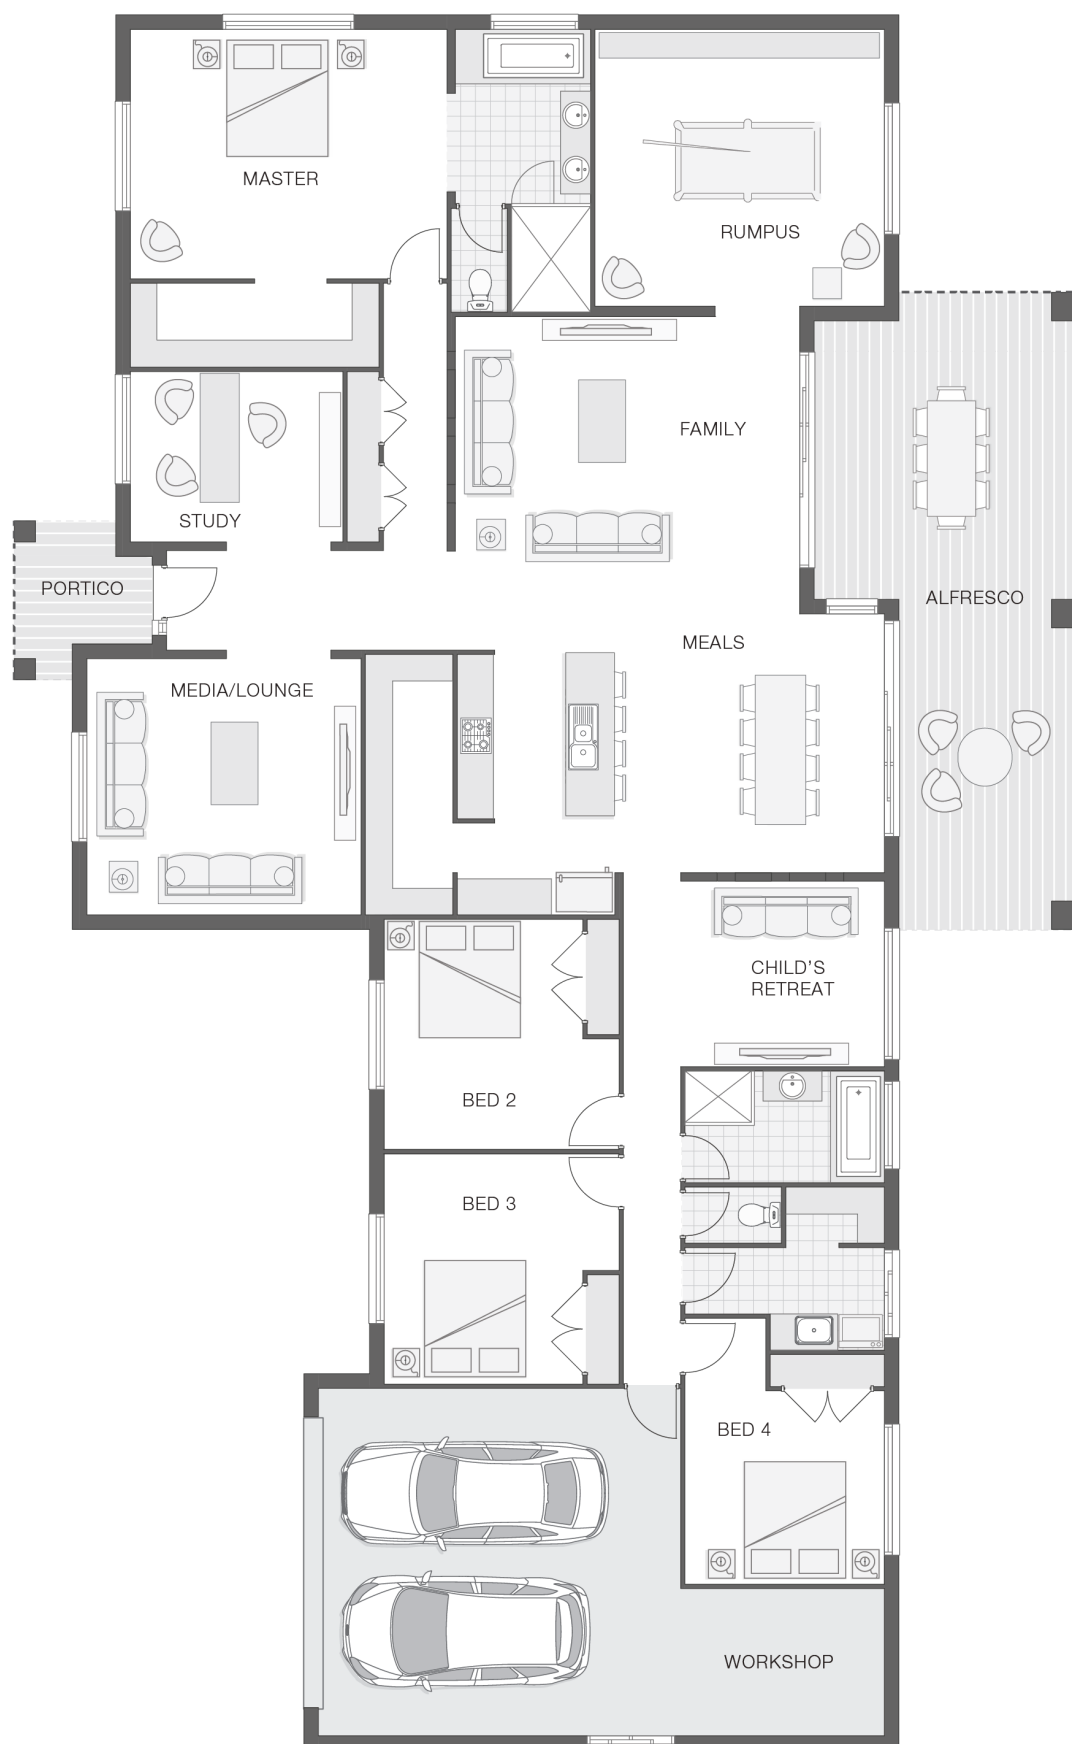 MASTER
RUMPUS
FAMILY
STUDY
PORTICO
ALFRESCO
MEALS
MEDIA/LOUNGE
CHILD'S
RETREAT
BED 2
BED 3
BED 4
WORKSHOP